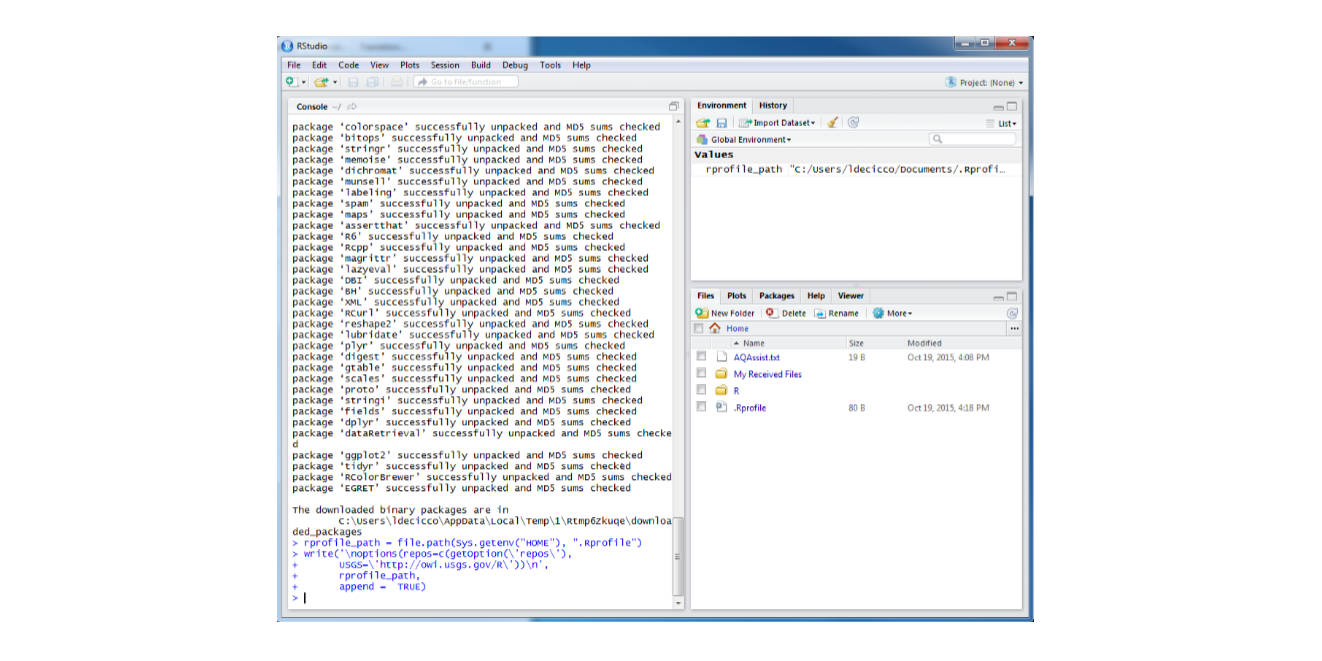 RStudio
File Edit Code View Plots Session Build Debug Tools Help
Go to file/function
Project: (None)
Console ~/
package 'colorspace' successfully unpacked and MD5 sums checked
package 'bitops' successfully unpacked and MD5 sums checked
package 'stringr' successfully unpacked and MD5 sums checked
package 'memoise' successfully unpacked and MD5 sums checked
package 'dichromat' successfully unpacked and MD5 sums checked
package 'munsell' successfully unpacked and MD5 sums checked
package 'labeling' successfully unpacked and MD5 sums checked
package 'spam' successfully unpacked and MD5 sums checked
package 'maps' successfully unpacked and MD5 sums checked
package 'assertthat' successfully unpacked and MD5 sums checked
package 'R6' successfully unpacked and MD5 sums checked
package 'Rcpp' successfully unpacked and MD5 sums checked
package 'magrittr' successfully unpacked and MD5 sums checked
package 'lazyeval' successfully unpacked and MD5 sums checked
package 'DBI' successfully unpacked and MD5 sums checked
package 'BH' successfully unpacked and MD5 sums checked
package 'XML' successfully unpacked and MD5 sums checked
package 'RCurl' successfully unpacked and MD5 sums checked
package 'reshape2' successfully unpacked and MD5 sums checked
package 'lubridate' successfully unpacked and MD5 sums checked
package 'plyr' successfully unpacked and MD5 sums checked
package 'digest' successfully unpacked and MD5 sums checked
package 'gtable' successfully unpacked and MD5 sums checked
package 'scales' successfully unpacked and MD5 sums checked
package 'proto' successfully unpacked and MD5 sums checked
package 'stringi' successfully unpacked and MD5 sums checked
package 'fields' successfully unpacked and MD5 sums checked
package 'dplyr' successfully unpacked and MD5 sums checked
package 'dataRetrieval' successfully unpacked and MD5 sums checke
d
package 'ggplot2' successfully unpacked and MD5 sums checked
package 'tidyr' successfully unpacked and MD5 sums checked
package 'RColorBrewer' successfully unpacked and MD5 sums checked
package 'EGRET' successfully unpacked and MD5 sums checked
The downloaded binary packages are in
C:\Users\ldecicco\AppData\Local\Temp\1\Rtmp6Zkuqe\downloa
ded_packages
> rprofile_path = file.path(Sys.getenv("HOME"), ".Rprofile")
> write('\noptions(repos=c(getOption(\'repos\'),
+ USGS=\'http://owi.usgs.gov/R\'))\n',
+ rprofile_path,
+ append = TRUE)
>
Environment History
Import Dataset List
Global Environment
Values
rprofile_path "C:/Users/ldecicco/Documents/.Rprofi…
Files Plots Packages Help Viewer
New Folder Delete Rename More
Home
Name Size Modified
AQAssist.txt 19 B Oct 19, 2015, 4:08 PM
My Received Files
R
.Rprofile 80 B Oct 19, 2015, 4:18 PM